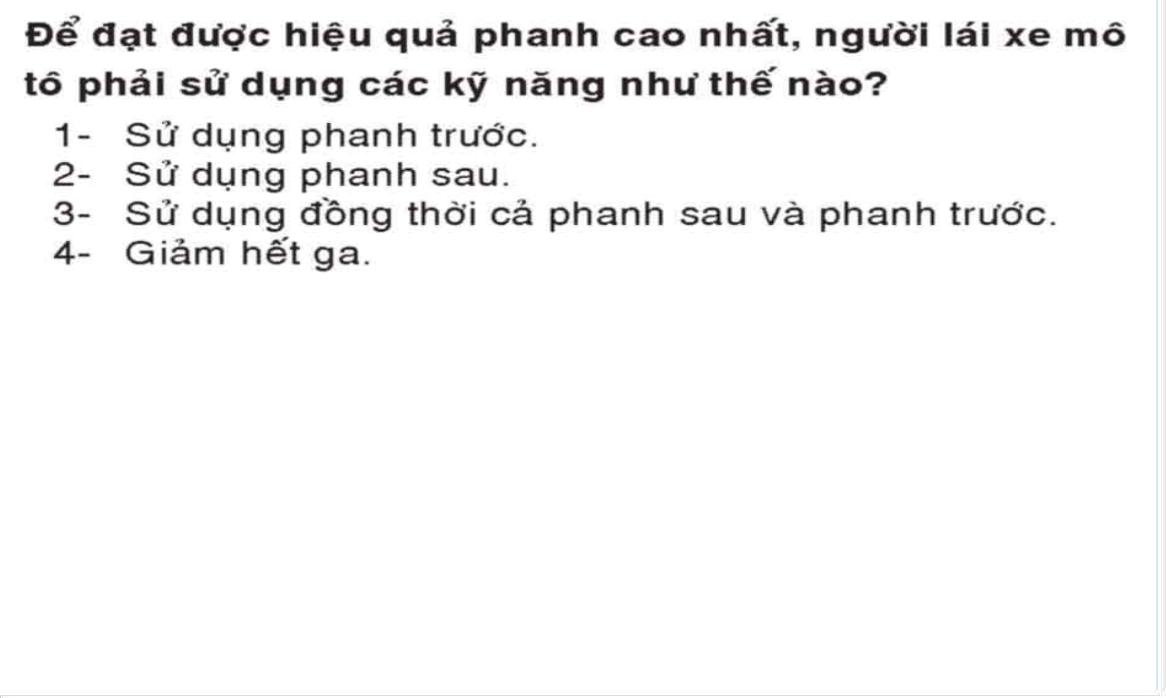 Để đạt được hiệu quả phanh cao nhất, người lái xe mô
tô phải sử dụng các kỹ năng như thế nào?
1- Sử dụng phanh trước.
2- Sử dụng phanh sau.
3- Sử dụng đồng thời cả phanh sau và phanh trước.
4- Giảm hết ga.